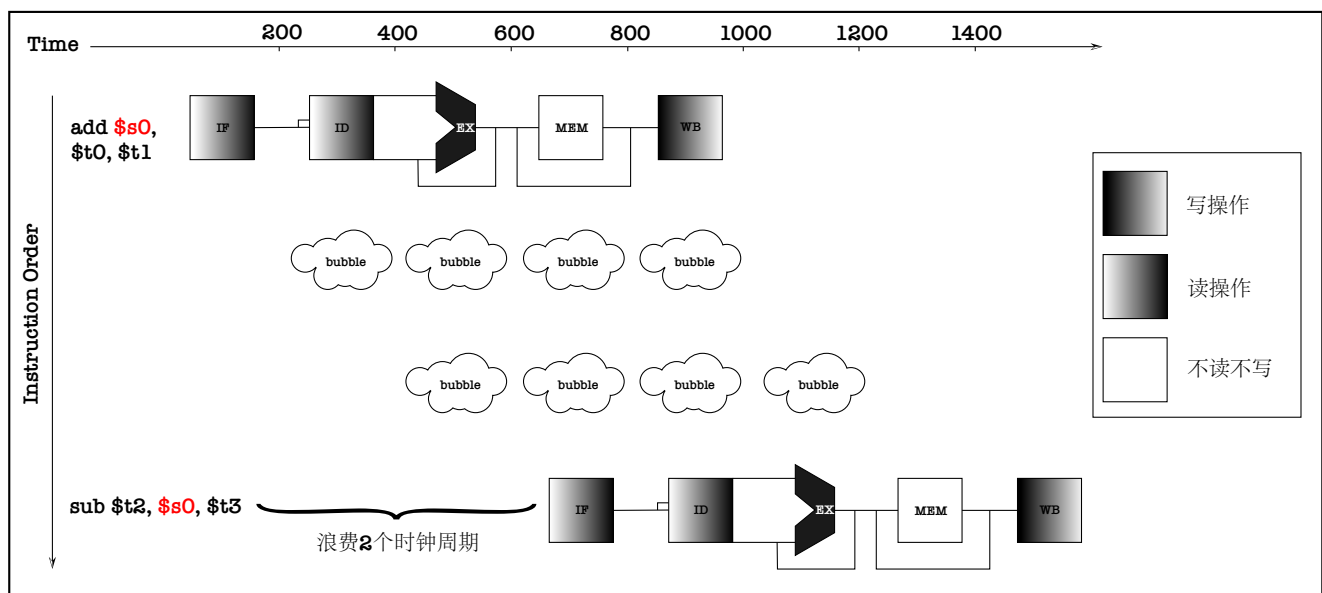 Time 200 400 600 800 1000 1200 1400
Instruction Order
add $s0,
$t0, $t1
IF ID EX MEM WB
bubble bubble bubble bubble
bubble bubble bubble bubble
sub $t2, $s0, $t3
IF ID EX MEM WB
浪费2个时钟周期
写操作
读操作
不读不写